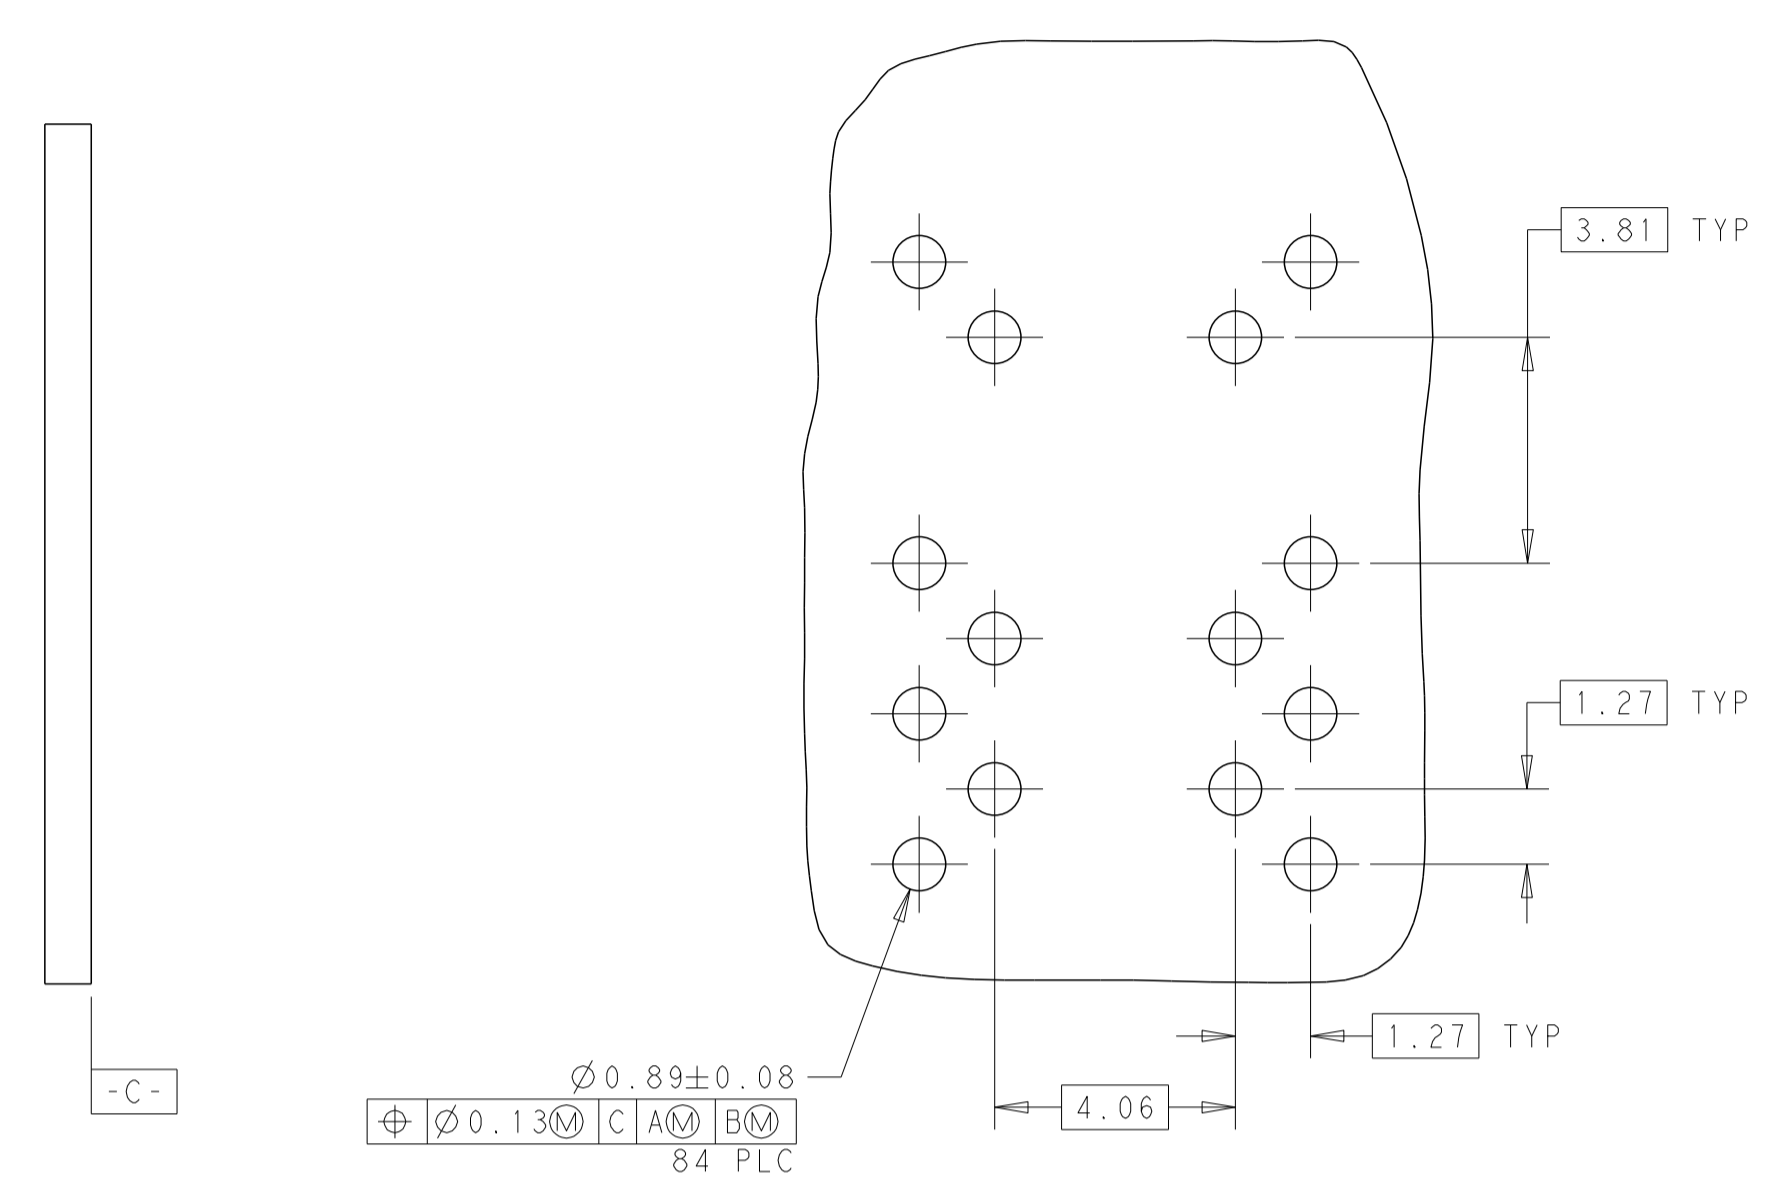 3.81 TYP
1.27 TYP
1.27 TYP
4.06
-C-
Ø0.89±0.08
⌖ Ø0.13Ⓜ C AⓂ BⓂ
84 PLC